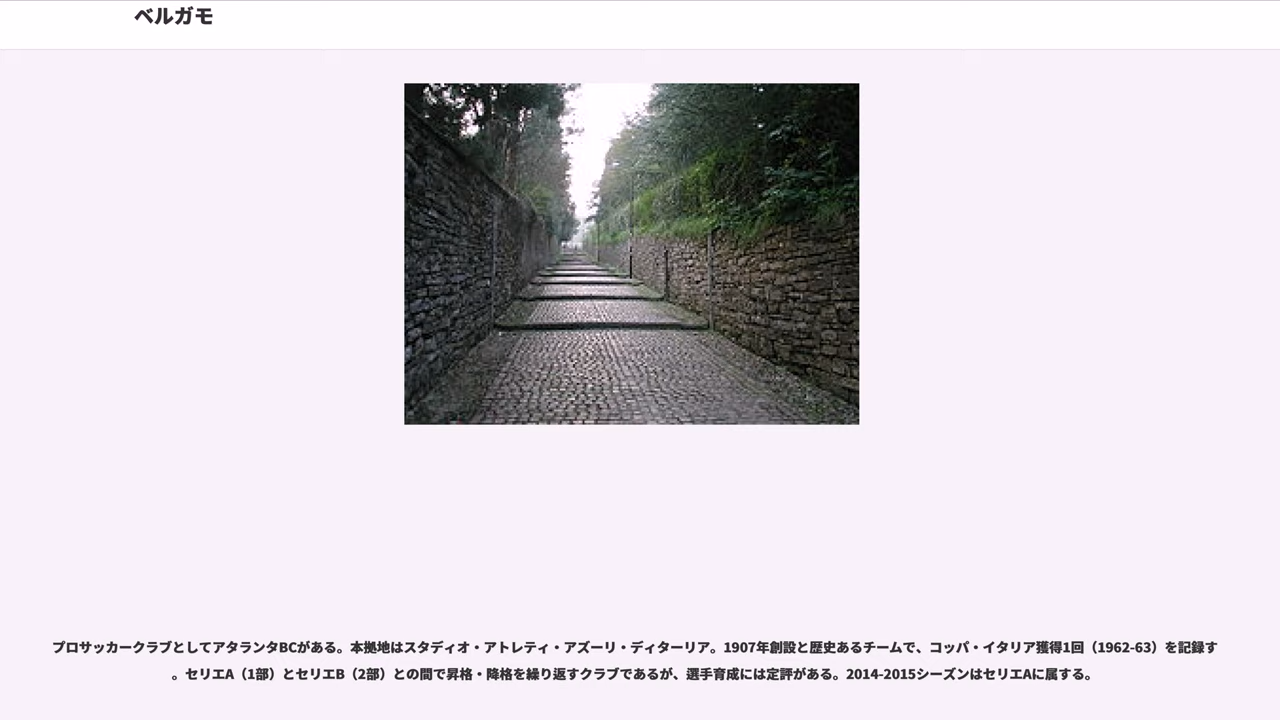 ベルガモ
プロサッカークラブとしてアタランタBCがある。本拠地はスタディオ・アトレティ・アズーリ・ディターリア。1907年創設と歴史あるチームで、コッパ・イタリア獲得1回（1962-63）を記録す
。セリエA（1部）とセリエB（2部）との間で昇格・降格を繰り返すクラブであるが、選手育成には定評がある。2014-2015シーズンはセリエAに属する。